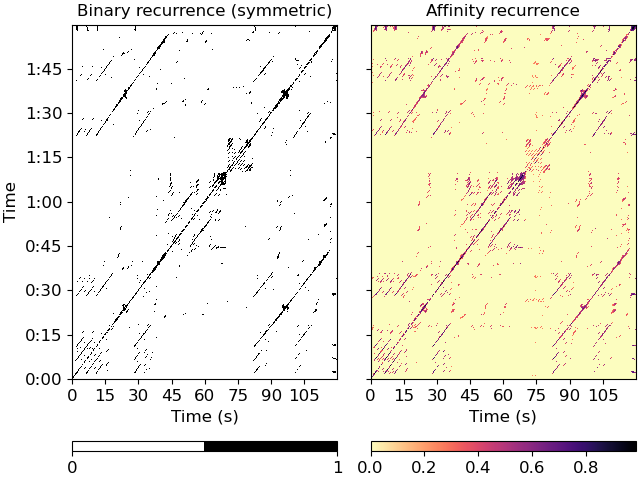 Binary recurrence (symmetric)
Affinity recurrence
Time
1:45
1:30
1:15
1:00
0:45
0:30
0:15
0:00
0 15 30 45 60 75 90 105
0 15 30 45 60 75 90 105
Time (s)
Time (s)
0 1
0.0 0.2 0.4 0.6 0.8